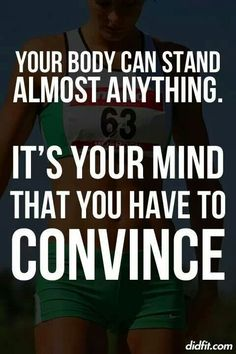 YOUR BODY CAN STAND
ALMOST ANYTHING.
63
IT'S YOUR MIND
THAT YOU HAVE TO
CONVINCE
didfit.com